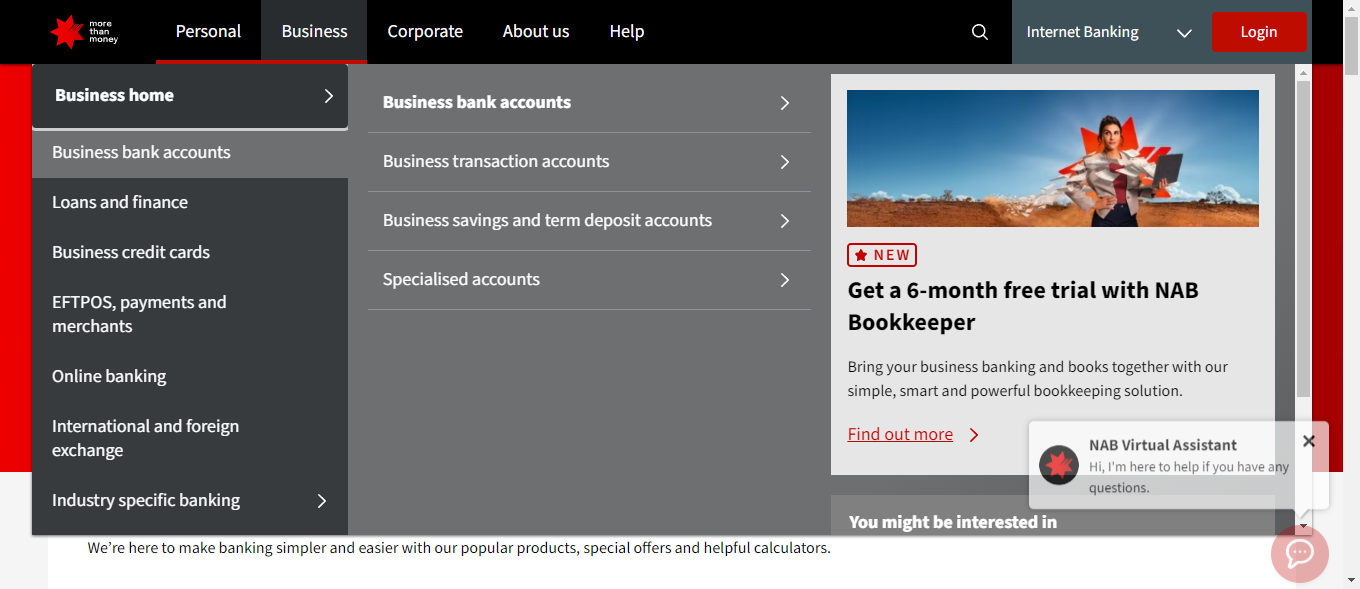 more
than
money
Personal
Business
Corporate
About us
Help
Internet Banking
Login
Business home
Business bank accounts
Loans and finance
Business credit cards
EFTPOS, payments and
merchants
Online banking
International and foreign
exchange
Industry specific banking
Business bank accounts
Business transaction accounts
Business savings and term deposit accounts
Specialised accounts
NEW
Get a 6-month free trial with NAB
Bookkeeper
Bring your business banking and books together with our
simple, smart and powerful bookkeeping solution.
Find out more
NAB Virtual Assistant
Hi, I'm here to help if you have any
questions.
You might be interested in
We’re here to make banking simpler and easier with our popular products, special offers and helpful calculators.